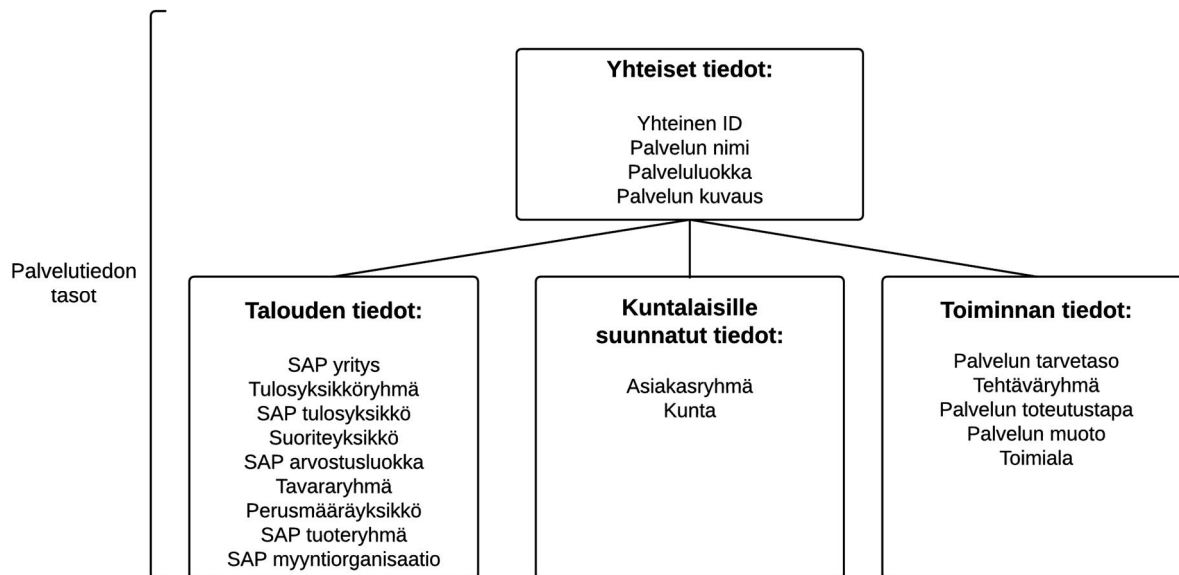 Yhteiset tiedot:
Yhteinen ID
Palvelun nimi
Palveluluokka
Palvelun kuvaus
Palvelutiedon
tasot
Talouden tiedot:
SAP yritys
Tulosyksikköryhmä
SAP tulosyksikkö
Suoriteyksikkö
SAP arvostusluokka
Tavararyhmä
Perusmääräyksikkö
SAP tuoteryhmä
SAP myyntiorganisaatio
Kuntalaisille
suunnatut tiedot:
Asiakasryhmä
Kunta
Toiminnan tiedot:
Palvelun tarvetaso
Tehtäväryhmä
Palvelun toteutustapa
Palvelun muoto
Toimiala